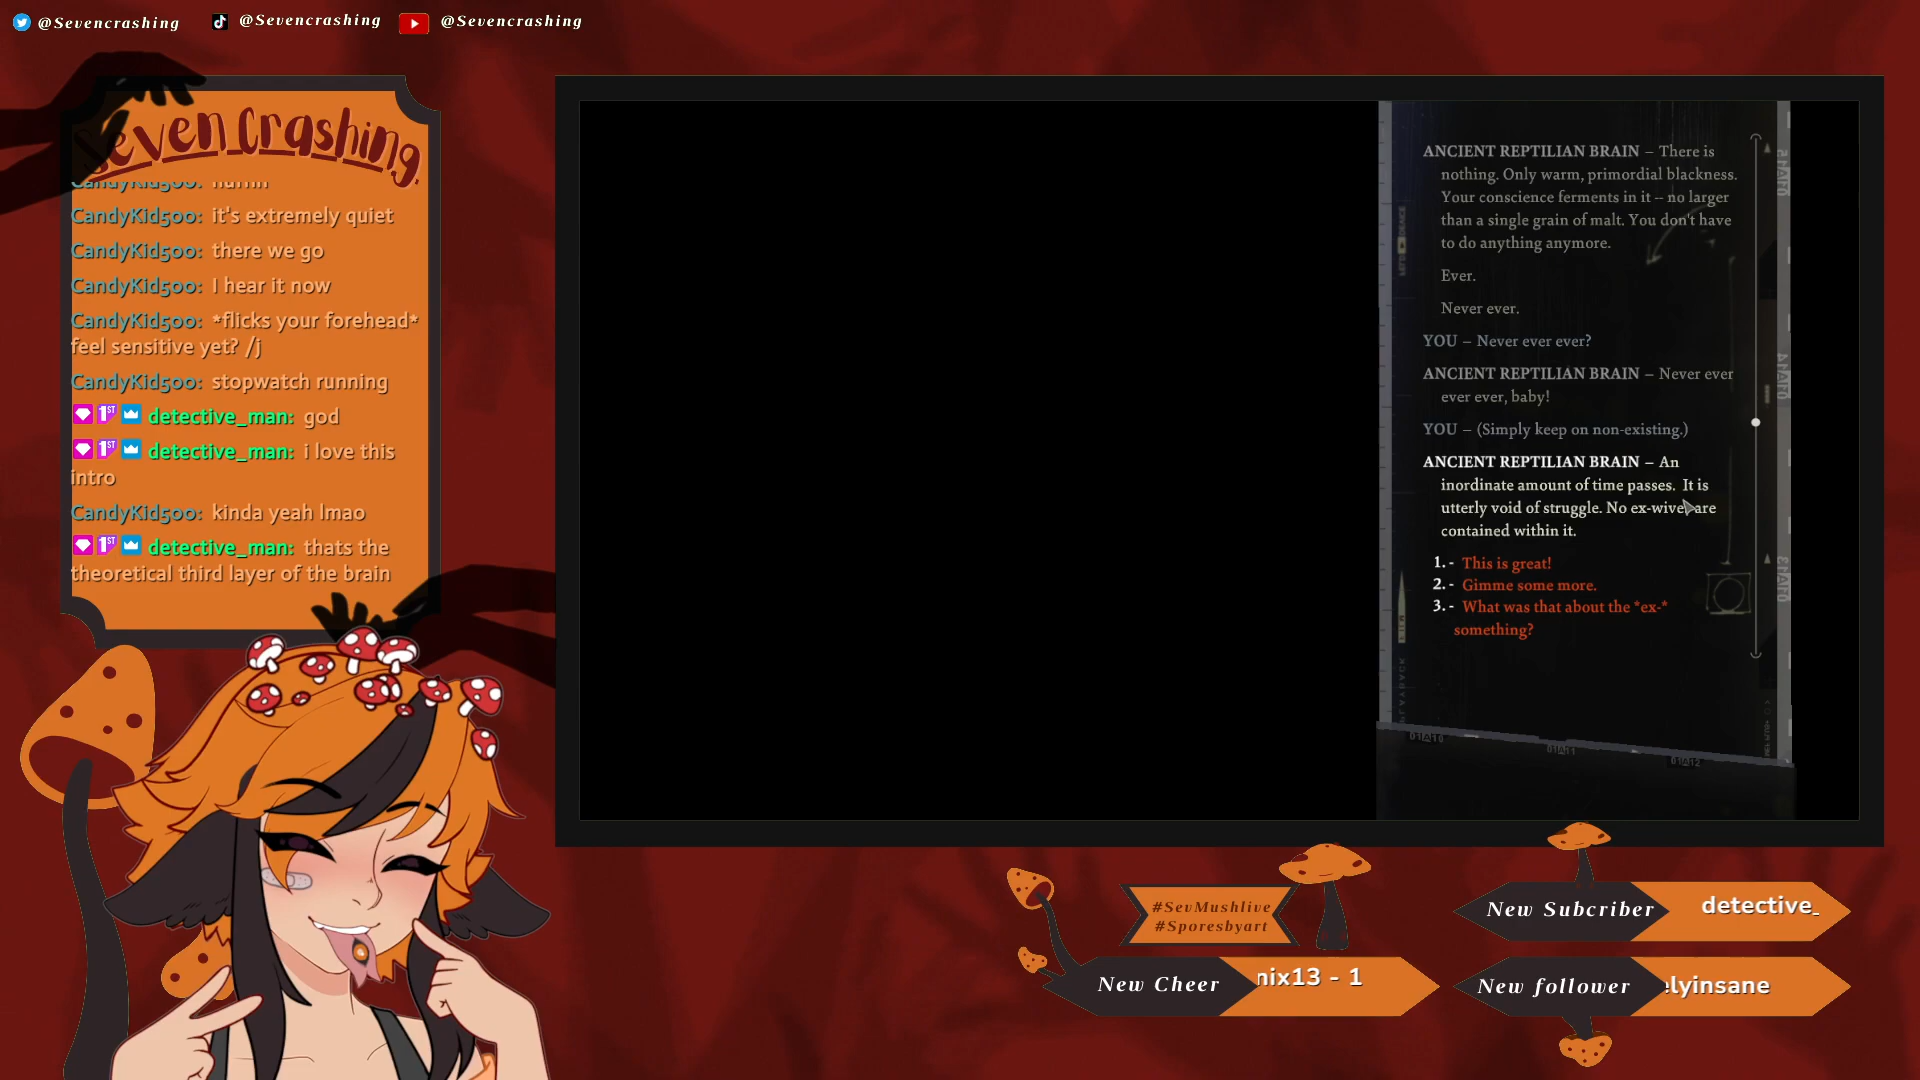 @Sevencrashing @Sevencrashing @Sevencrashing
Seven Crashing
CandyKid500:
CandyKid500: it's extremely quiet
CandyKid500: there we go
CandyKid500: I hear it now
CandyKid500: *flicks your forehead*
feel sensitive yet? /j
CandyKid500: stopwatch running
detective_man: god
detective_man: i love this
intro
CandyKid500: kinda yeah lmao
detective_man: thats the
theoretical third layer of the brain
ANCIENT REPTILIAN BRAIN – There is
nothing. Only warm, primordial blackness.
Your conscience ferments in it -- no larger
than a single grain of malt. You don't have
to do anything anymore.
Ever.
Never ever.
YOU – Never ever ever?
ANCIENT REPTILIAN BRAIN – Never ever
ever ever, baby!
YOU – (Simply keep on non-existing.)
ANCIENT REPTILIAN BRAIN – An
inordinate amount of time passes. It is
utterly void of struggle. No ex-wives are
contained within it.
1. - This is great!
2. - Gimme some more.
3. - What was that about the *ex-*
something?
#SevMushlive
#Sporesbyart
New Subcriber detective_
New Cheer nix13 - 1
New follower elyinsane